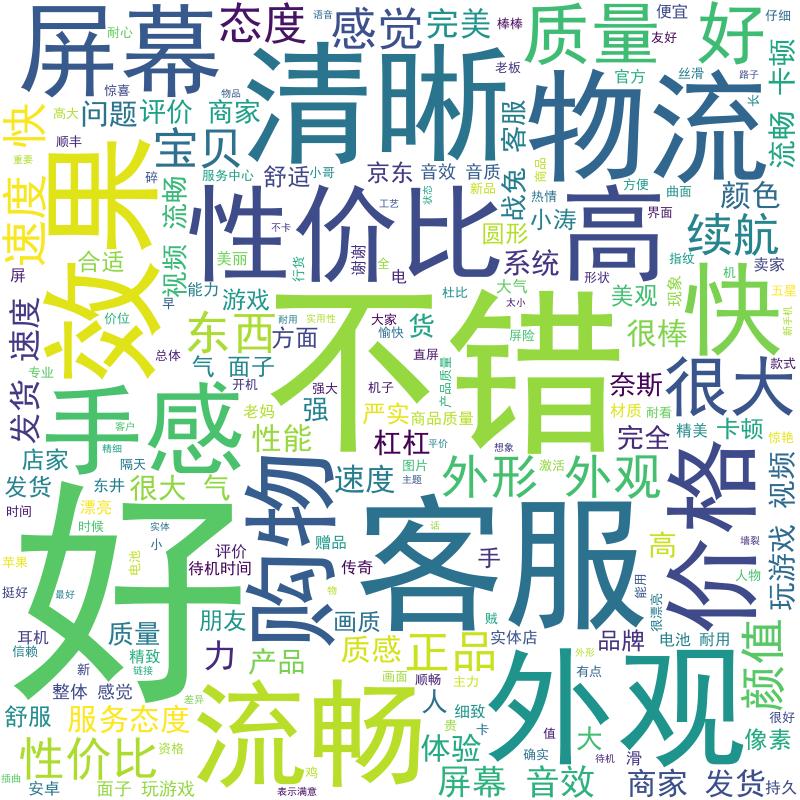 耐心
语音
棒棒
便宜
仔细
屏幕
态度
感觉
完美
质量
好
友好
惊喜
物品
老板
官方
丝滑
路子
卡顿
高大
问题
评价
商家
清晰
物流
长
快
顺丰
宝贝
客服
流畅
重要
碎
服务中心
舒适
小哥
京东
音效
音质
商品
效果
速度
流畅
性价比
工艺
状态
新品
热情
方便
曲面
战兔
小涛
高
界面
颜色
不卡
圆形
续航
合适
视频
美丽
行货
谢谢
全
电
系统
形状
指纹
现象
卖家
屏
能力
早
杜比
大气
太小
美观
机
五星
速度
价位
游戏
实用性
耐用
大家
愉快
货
屏险
很棒
快
新手机
东西
方面
不错
总体
直屏
产品质量
专业
气
面子
开机
强大
机子
奈斯
很大
款式
发货
手感
老妈
强
严实
商品质量
材质
耐看
客户
精细
性能
杠杠
平价
想象
完全
精美
卡顿
惊艳
店家
隔天
购物
图片
主题
激活
外形
外观
价格
视频
发货
东井
很大
气
速度
时间
漂亮
时候
实体
小
赠品
话
客服
高
墙裂
玩游戏
好
电池
评价
待机时间
传奇
手
能用
人物
苹果
挺好
最好
物
很漂亮
耳机
信赖
质量
朋友
画质
贼
实体店
品牌
电池
耐用
颜值
精致
链接
力
产品
质感
正品
外形
新
画面
顺畅
主力
外观
有点
整体
感觉
差异
流畅
人
细致
贵
卡
值
大
很好
舒服
服务态度
体验
确实
待机
滑
像素
性价比
资格
鸡
屏幕
音效
商家
发货
持久
插曲
安卓
面子
玩游戏
表示满意